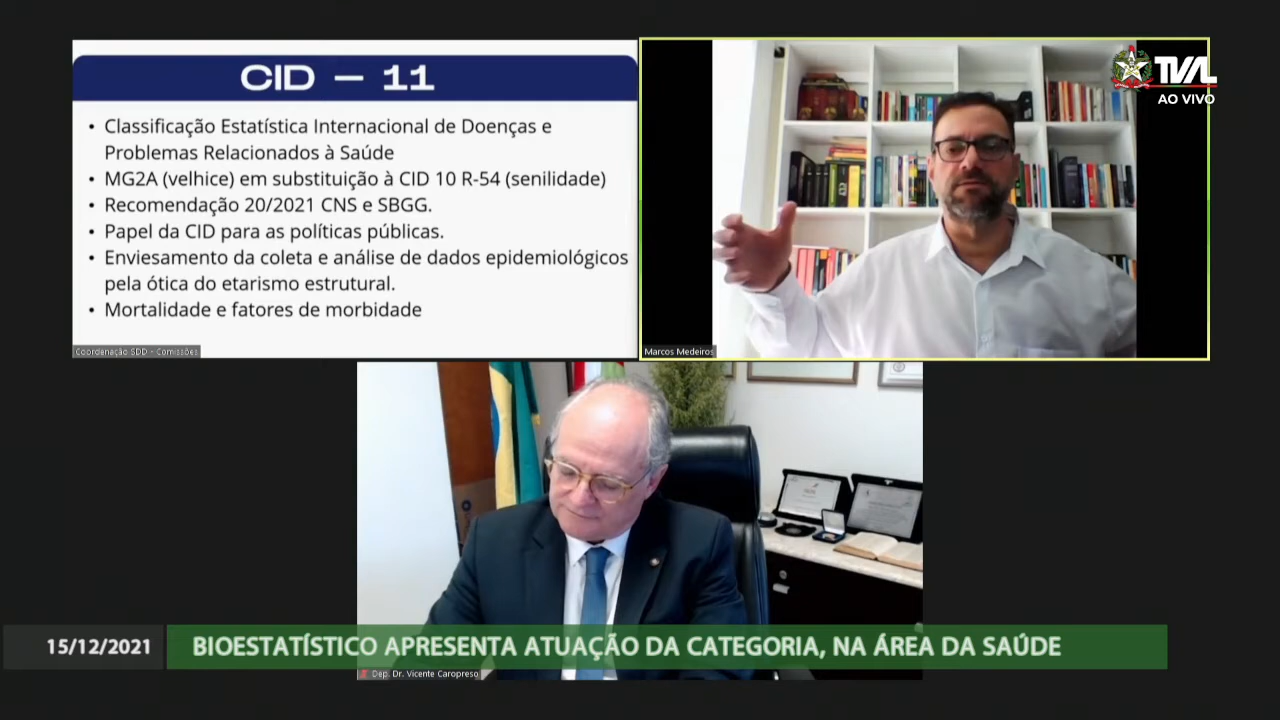 CID – 11
• Classificação Estatística Internacional de Doenças e
Problemas Relacionados à Saúde
• MG2A (velhice) em substituição à CID 10 R-54 (senilidade)
• Recomendação 20/2021 CNS e SBGG.
• Papel da CID para as políticas públicas.
• Enviesamento da coleta e análise de dados epidemiológicos
pela ótica do etarismo estrutural.
• Mortalidade e fatores de morbidade
Coordenação SDD - Comissões
TVAL
AO VIVO
Marcos Medeiros
15/12/2021
BIOESTATÍSTICO APRESENTA ATUAÇÃO DA CATEGORIA, NA ÁREA DA SAÚDE
Dep. Dr. Vicente Caropreso